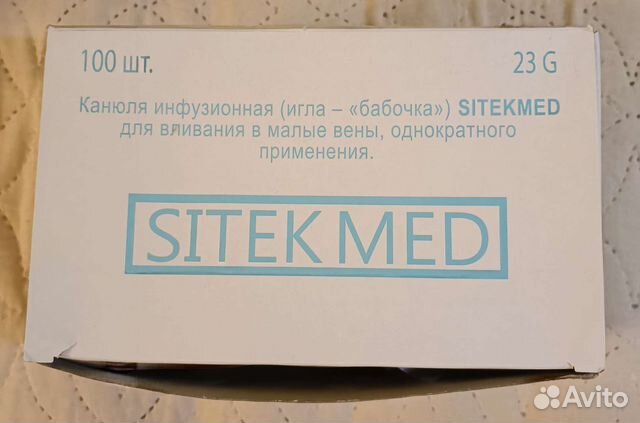 100 шт. 23 G
Канюля инфузионная (игла – «бабочка») SITEKMED
для вливания в малые вены, однократного
применения.
SITEK MED
Avito